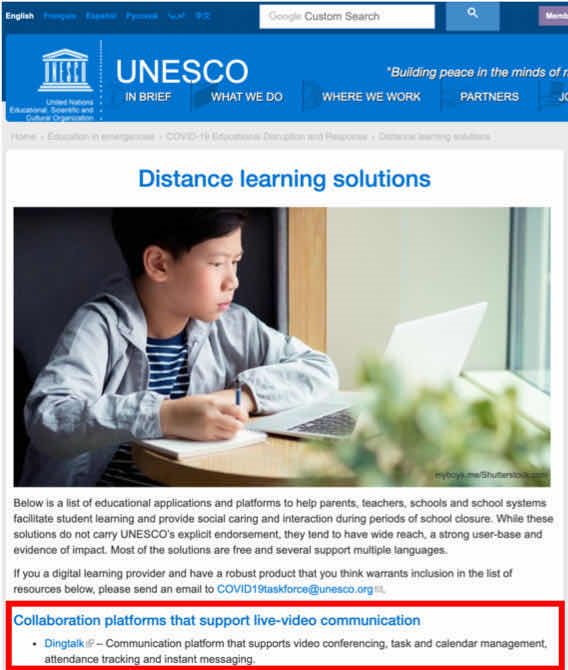 English Français Español Русский العربية 中文
Google Custom Search
UNESCO
"Building peace in the minds of
United Nations
Educational, Scientific and
Cultural Organization
IN BRIEF WHAT WE DO WHERE WE WORK PARTNERS
Home › Education in emergencies › COVID-19 Educational Disruption and Response › Distance learning solutions
Distance learning solutions
myboys.me/Shutterstock.com
Below is a list of educational applications and platforms to help parents, teachers, schools and school systems
facilitate student learning and provide social caring and interaction during periods of school closure. While these
solutions do not carry UNESCO's explicit endorsement, they tend to have wide reach, a strong user-base and
evidence of impact. Most of the solutions are free and several support multiple languages.
If you a digital learning provider and have a robust product that you think warrants inclusion in the list of
resources below, please send an email to COVID19taskforce@unesco.org
Collaboration platforms that support live-video communication
• Dingtalk – Communication platform that supports video conferencing, task and calendar management,
attendance tracking and instant messaging.